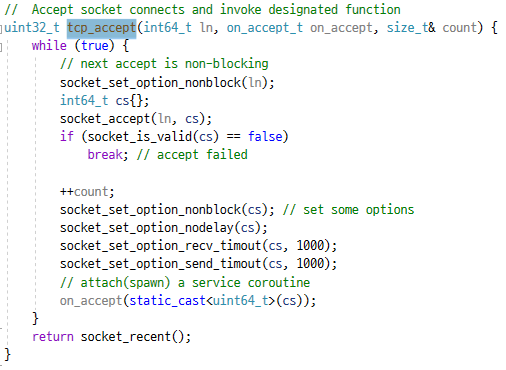 //  Accept socket connects and invoke designated function
uint32_t tcp_accept(int64_t ln, on_accept_t on_accept, size_t& count) {
    while (true) {
        // next accept is non-blocking
        socket_set_option_nonblock(ln);
        int64_t cs{};
        socket_accept(ln, cs);
        if (socket_is_valid(cs) == false)
            break; // accept failed

        ++count;
        socket_set_option_nonblock(cs); // set some options
        socket_set_option_nodelay(cs);
        socket_set_option_recv_timout(cs, 1000);
        socket_set_option_send_timout(cs, 1000);
        // attach(spawn) a service coroutine
        on_accept(static_cast<uint64_t>(cs));
    }
    return socket_recent();
}